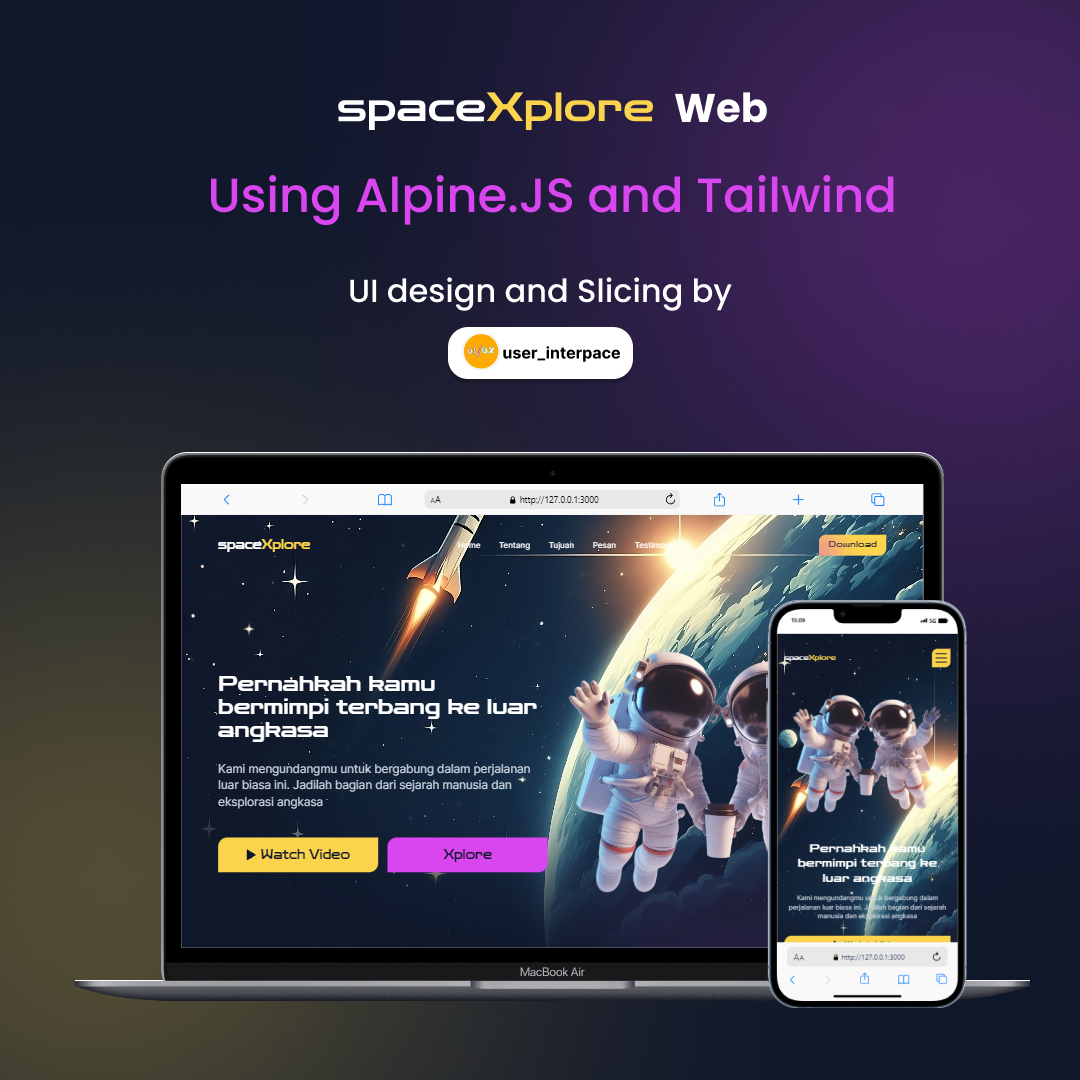 spaceXplore Web
Using Alpine.JS and Tailwind
UI design and Slicing by
user_interpace
AA http://127.0.0.1:3000
spaceXplore Home Tentang Tujuan Pesan Download
Pernahkah kamu
bermimpi terbang ke luar
angkasa
Kami mengundangmu untuk bergabung dalam perjalanan
luar biasa ini. Jadilah bagian dari sejarah manusia dan
eksplorasi angkasa
Watch Video Xplore
MacBook Air
15:09 5G
spaceXplore
Pernahkah kamu
bermimpi terbang ke
luar angkasa
Kami mengundangmu untuk bergabung dalam
perjalanan luar biasa ini. Jadilah bagian dari sejarah
manusia dan eksplorasi angkasa
AA http://127.0.0.1:3000